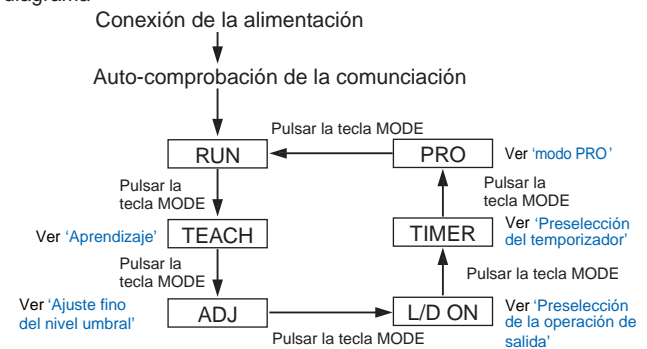 diagrama
Conexión de la alimentación
Auto-comprobación de la comunciación
Pulsar la tecla MODE
RUN
PRO
Ver 'modo PRO'
Pulsar la
tecla MODE
Pulsar la
tecla MODE
Ver 'Aprendizaje'
TEACH
TIMER
Ver 'Preselección
del temporizador'
Pulsar la
tecla MODE
Pulsar la tecla MODE
Ver 'Ajuste fino
del nivel umbral'
ADJ
L/D ON
Ver 'Preselección
de la operación de
salida'
Pulsar la tecla MODE